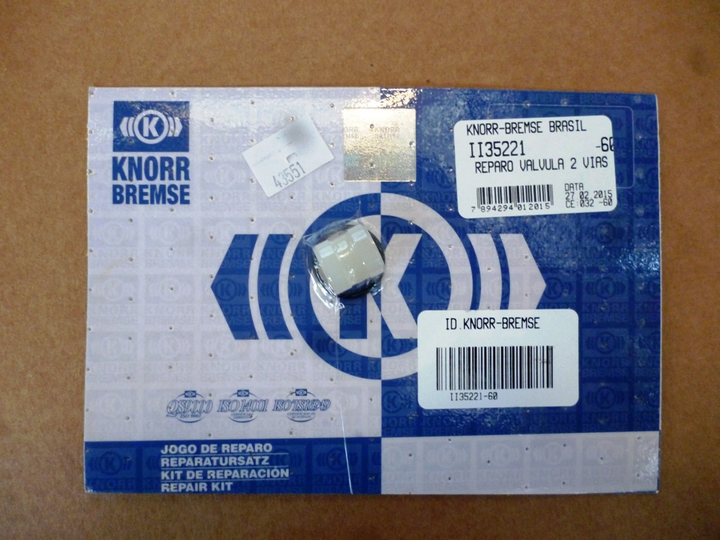 KNORR
BREMSE
43551
KNORR-BREMSE BRASIL
II35221 -60
REPARO VALVULA 2 VIAS
DATA
27 02 2015
CE 032 -60
7 894294 012015
K
ID.KNORR-BREMSE
II35221-60
JOGO DE REPARO
REPARATURSATZ
KIT DE REPARACIÓN
REPAIR KIT